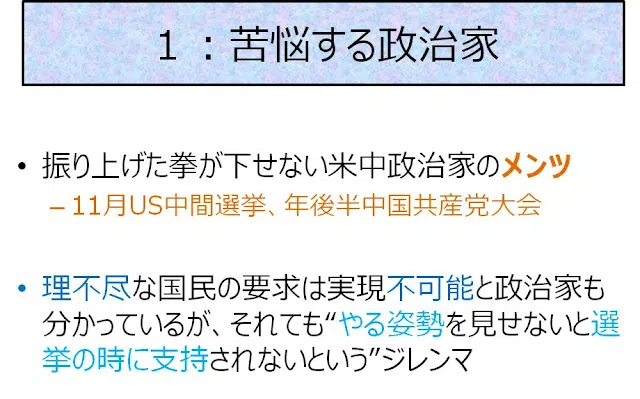 1：苦悩する政治家
• 振り上げた拳が下せない米中政治家のメンツ
– 11月US中間選挙、年後半中国共産党大会
• 理不尽な国民の要求は実現不可能と政治家も
分かっているが、それでも“やる姿勢を見せないと選
挙の時に支持されないという”ジレンマ